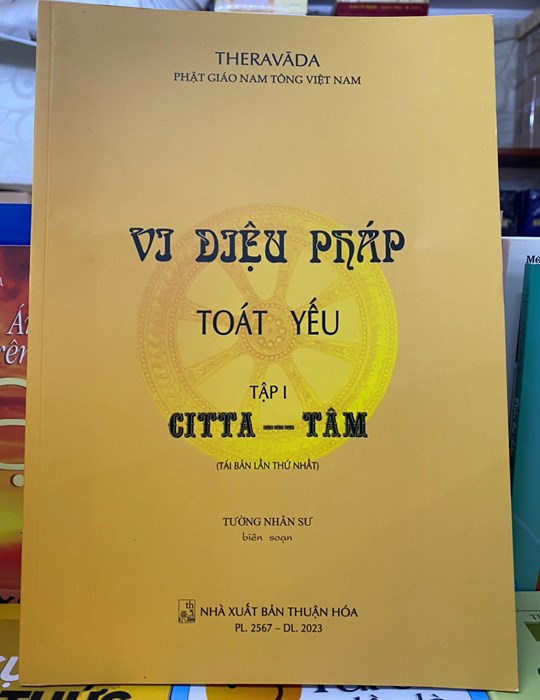 THERAVĀDA
PHẬT GIÁO NAM TÔNG VIỆT NAM
VI DIỆU PHÁP
TOÁT YẾU
TẬP I
CITTA — TÂM
(TÁI BẢN LẦN THỨ NHẤT)
TƯỜNG NHÂN SƯ
biên soạn
th
NHÀ XUẤT BẢN THUẬN HÓA
PL. 2567 – DL. 2023